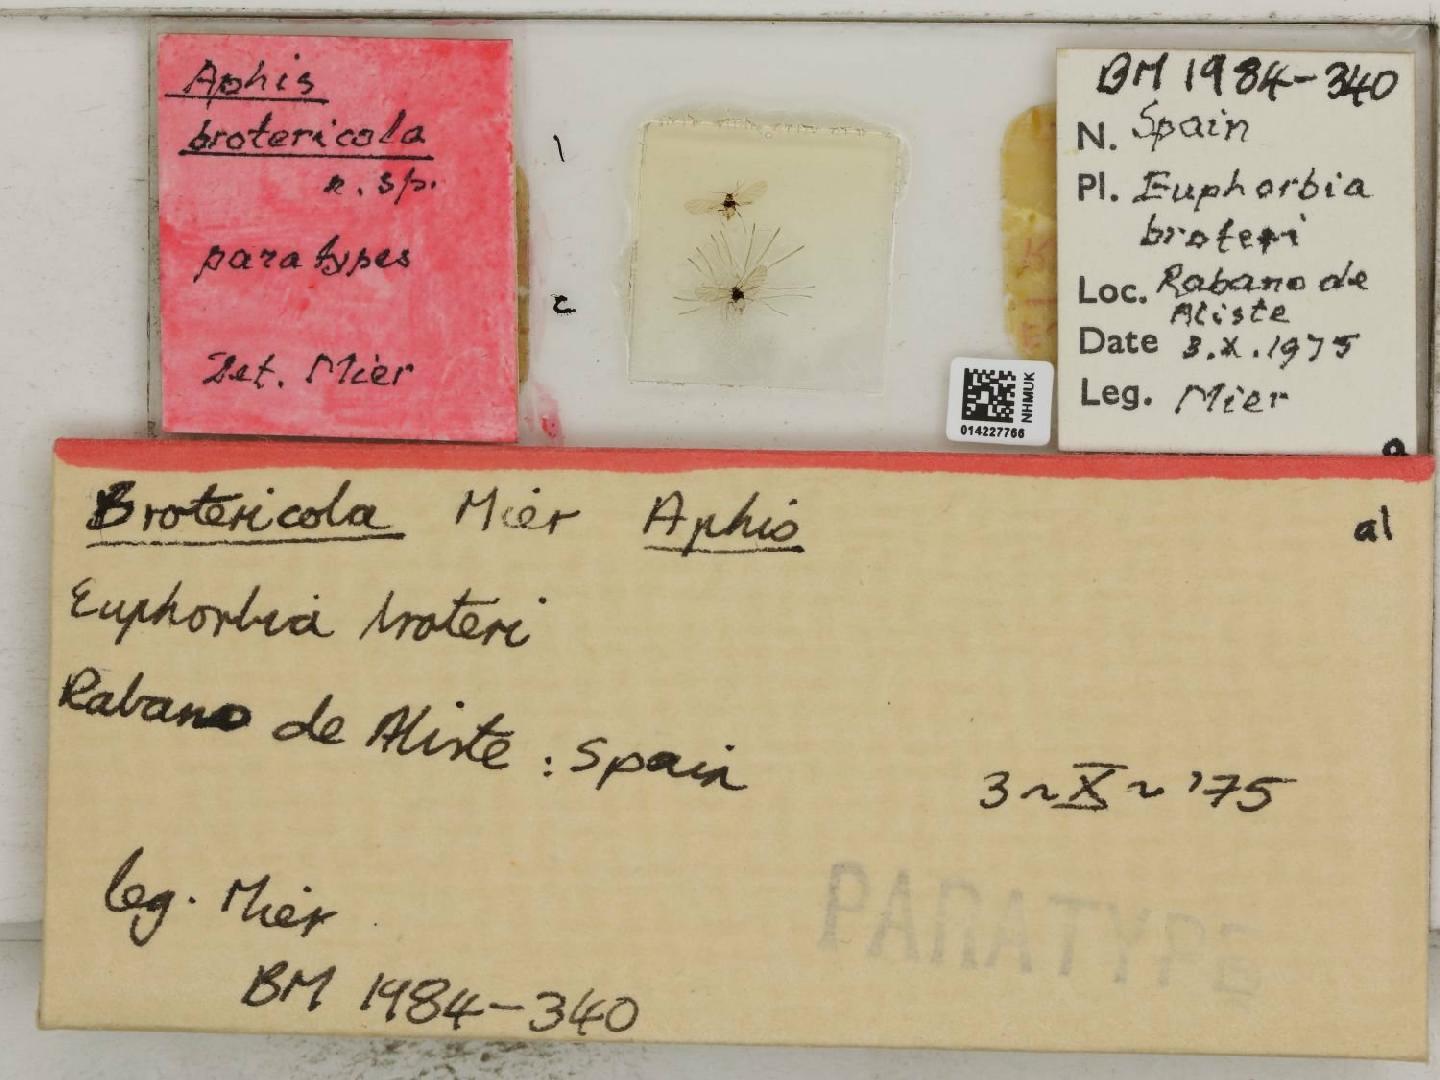 Aphis
brotericola
n. sp.
paratypes
Det. Mier
1
2
BM 1984-340
N. Spain
Pl. Euphorbia
broteri
Loc. Rabano de
Aliste
Date 3.X.1975
Leg. Mier
NHMUK
014227766
Brotericola Mier Aphis
al
Euphorbia broteri
Rabano de Aliste : Spain
3~X~'75
leg. Mier
PARATYPE
BM 1984-340